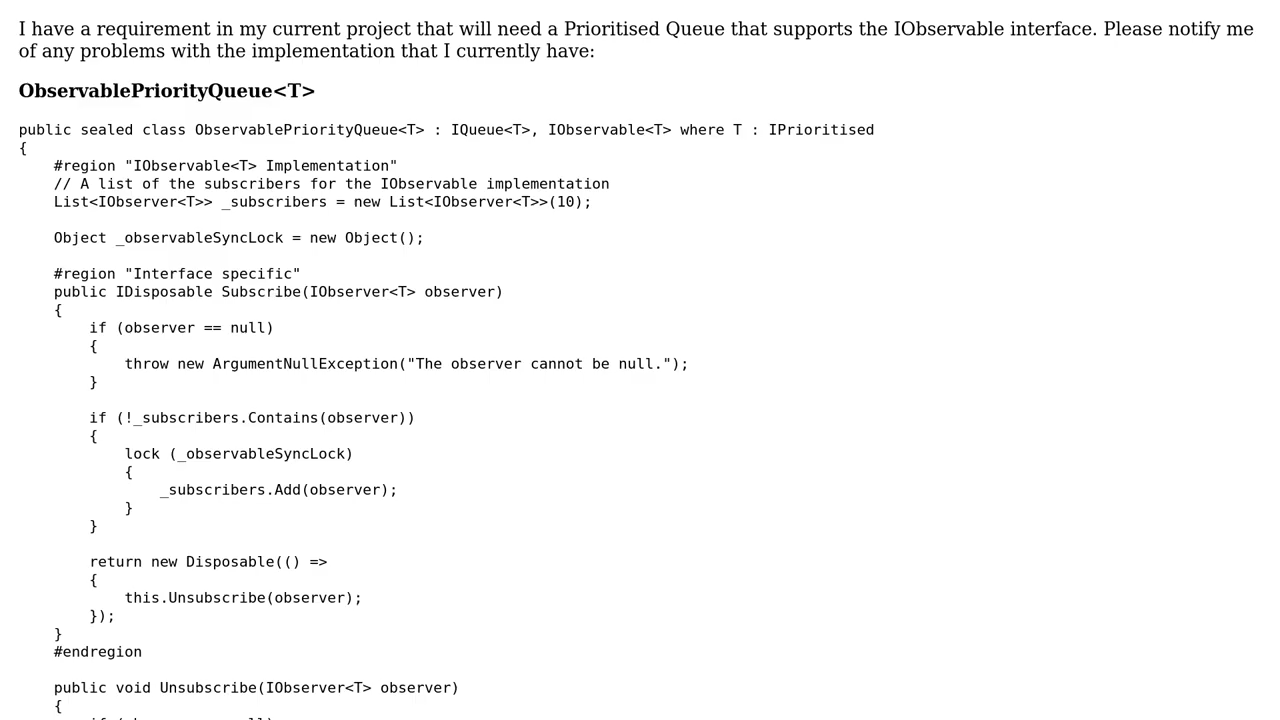 I have a requirement in my current project that will need a Prioritised Queue that supports the IObservable interface. Please notify me
of any problems with the implementation that I currently have:
ObservablePriorityQueue<T>
public sealed class ObservablePriorityQueue<T> : IQueue<T>, IObservable<T> where T : IPrioritised
{
    #region "IObservable<T> Implementation"
    // A list of the subscribers for the IObservable implementation
    List<IObserver<T>> _subscribers = new List<IObserver<T>>(10);

    Object _observableSyncLock = new Object();

    #region "Interface specific"
    public IDisposable Subscribe(IObserver<T> observer)
    {
        if (observer == null)
        {
            throw new ArgumentNullException("The observer cannot be null.");
        }

        if (!_subscribers.Contains(observer))
        {
            lock (_observableSyncLock)
            {
                _subscribers.Add(observer);
            }
        }

        return new Disposable(() =>
        {
            this.Unsubscribe(observer);
        });
    }
    #endregion

    public void Unsubscribe(IObserver<T> observer)
    {